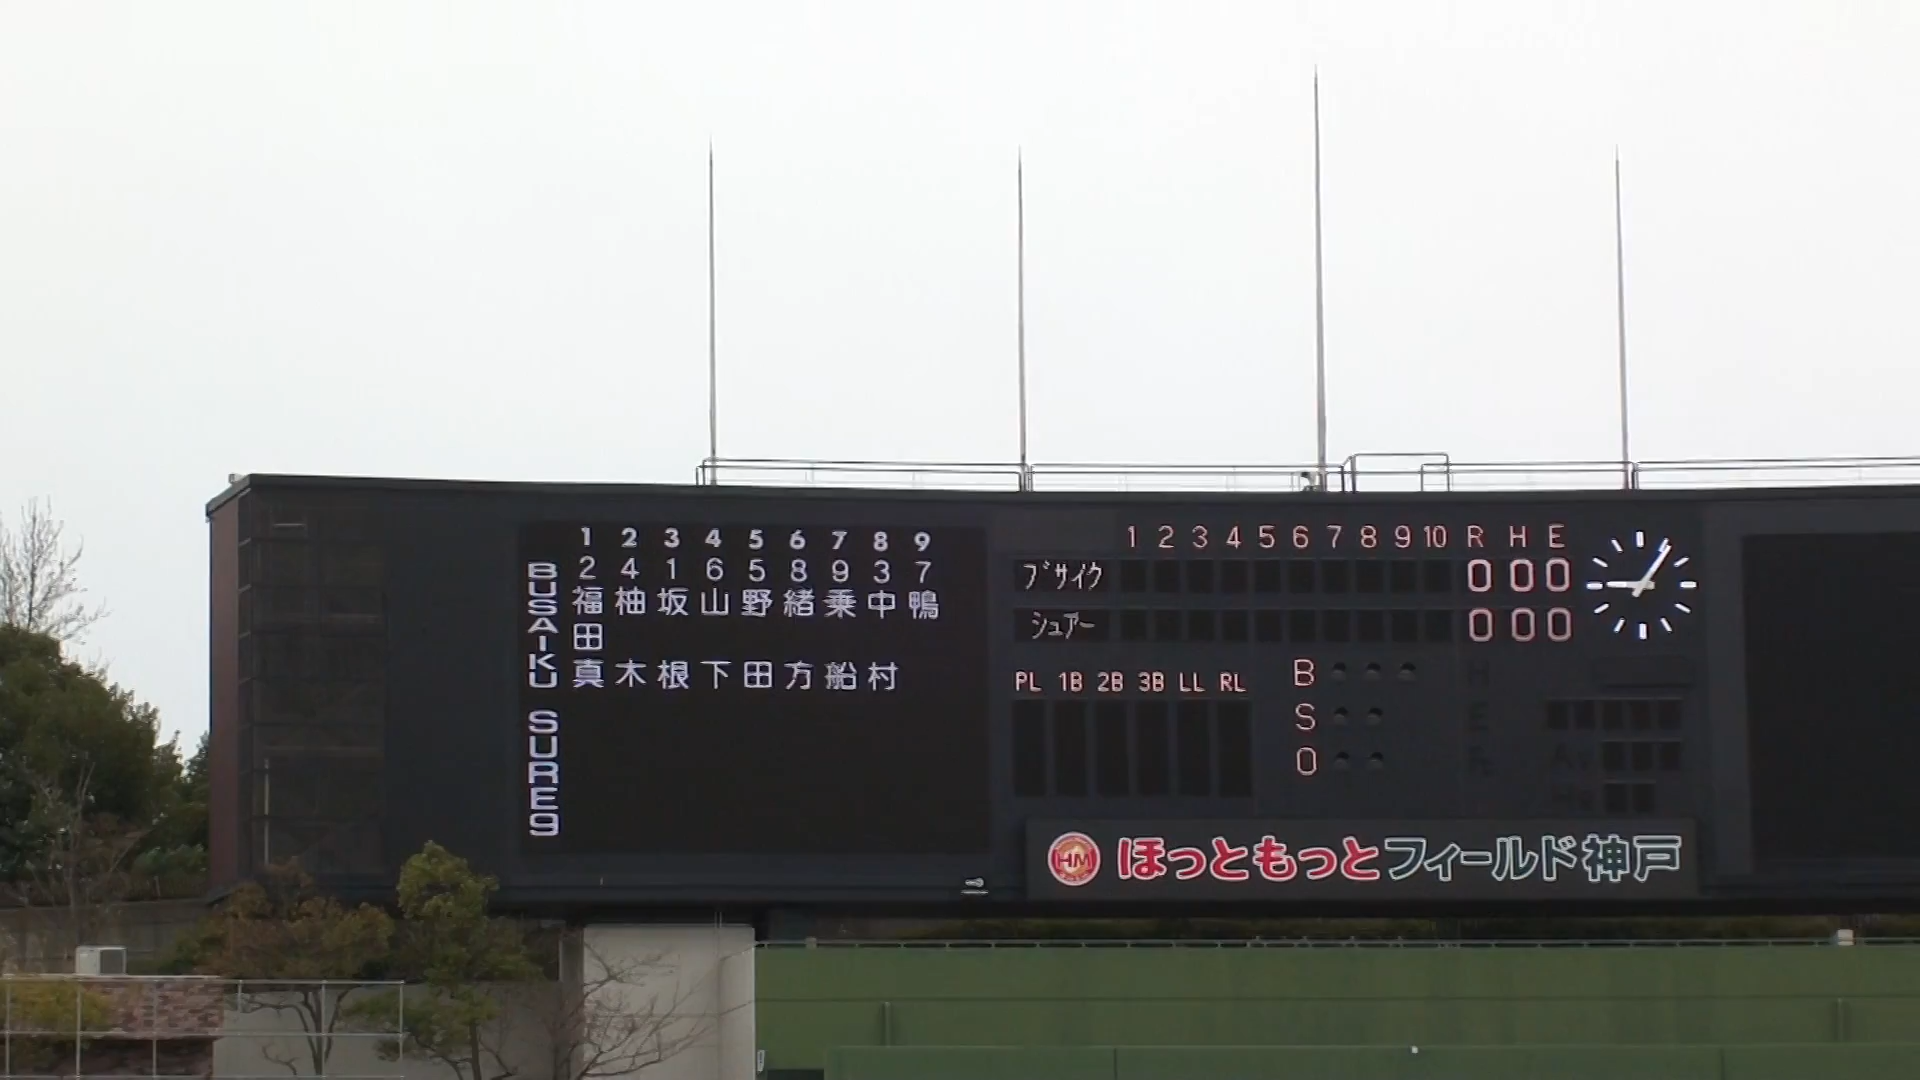 1 2 3 4 5 6 7 8 9
2 4 1 6 5 8 9 3 7
BUSAIKU SURE9
福田真
柚木
坂根
山下
野田
緒方
乗船
中村
鴨
1 2 3 4 5 6 7 8 9 10 R H E
ブサイク 0 0 0
シュアー 0 0 0
PL 1B 2B 3B LL RL
B
S
O
H
E
HM ほっともっとフィールド神戸